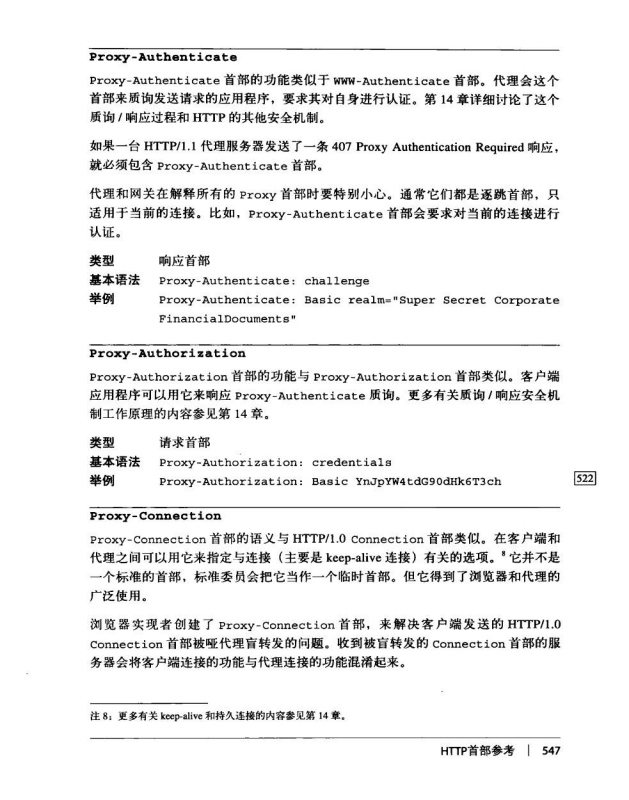 Proxy-Authenticate
Proxy-Authenticate 首部的功能类似于 WWW-Authenticate 首部。代理会这个
首部来质询发送请求的应用程序，要求其对自身进行认证。第 14 章详细讨论了这个
质询 / 响应过程和 HTTP 的其他安全机制。
如果一台 HTTP/1.1 代理服务器发送了一条 407 Proxy Authentication Required 响应，
就必须包含 Proxy-Authenticate 首部。
代理和网关在解释所有的 Proxy 首部时要特别小心。通常它们都是逐跳首部，只
适用于当前的连接。比如，Proxy-Authenticate 首部会要求对当前的连接进行
认证。
类型 响应首部
基本语法 Proxy-Authenticate: challenge
举例 Proxy-Authenticate: Basic realm="Super Secret Corporate
FinancialDocuments"
Proxy-Authorization
Proxy-Authorization 首部的功能与 Proxy-Authorization 首部类似。客户端
应用程序可以用它来响应 Proxy-Authenticate 质询。更多有关质询 / 响应安全机
制工作原理的内容参见第 14 章。
类型 请求首部
基本语法 Proxy-Authorization: credentials
举例 Proxy-Authorization: Basic YnJpYW4tdG90dHk6T3ch
522
Proxy-Connection
Proxy-Connection 首部的语义与 HTTP/1.0 Connection 首部类似。在客户端和
代理之间可以用它来指定与连接（主要是 keep-alive 连接）有关的选项。8 它并不是
一个标准的首部，标准委员会把它当作一个临时首部。但它得到了浏览器和代理的
广泛使用。
浏览器实现者创建了 Proxy-Connection 首部，来解决客户端发送的 HTTP/1.0
Connection 首部被哑代理盲转发的问题。收到被盲转发的 Connection 首部的服
务器会将客户端连接的功能与代理连接的功能混淆起来。
注 8：更多有关 keep-alive 和持久连接的内容参见第 14 章。
HTTP首部参考 | 547